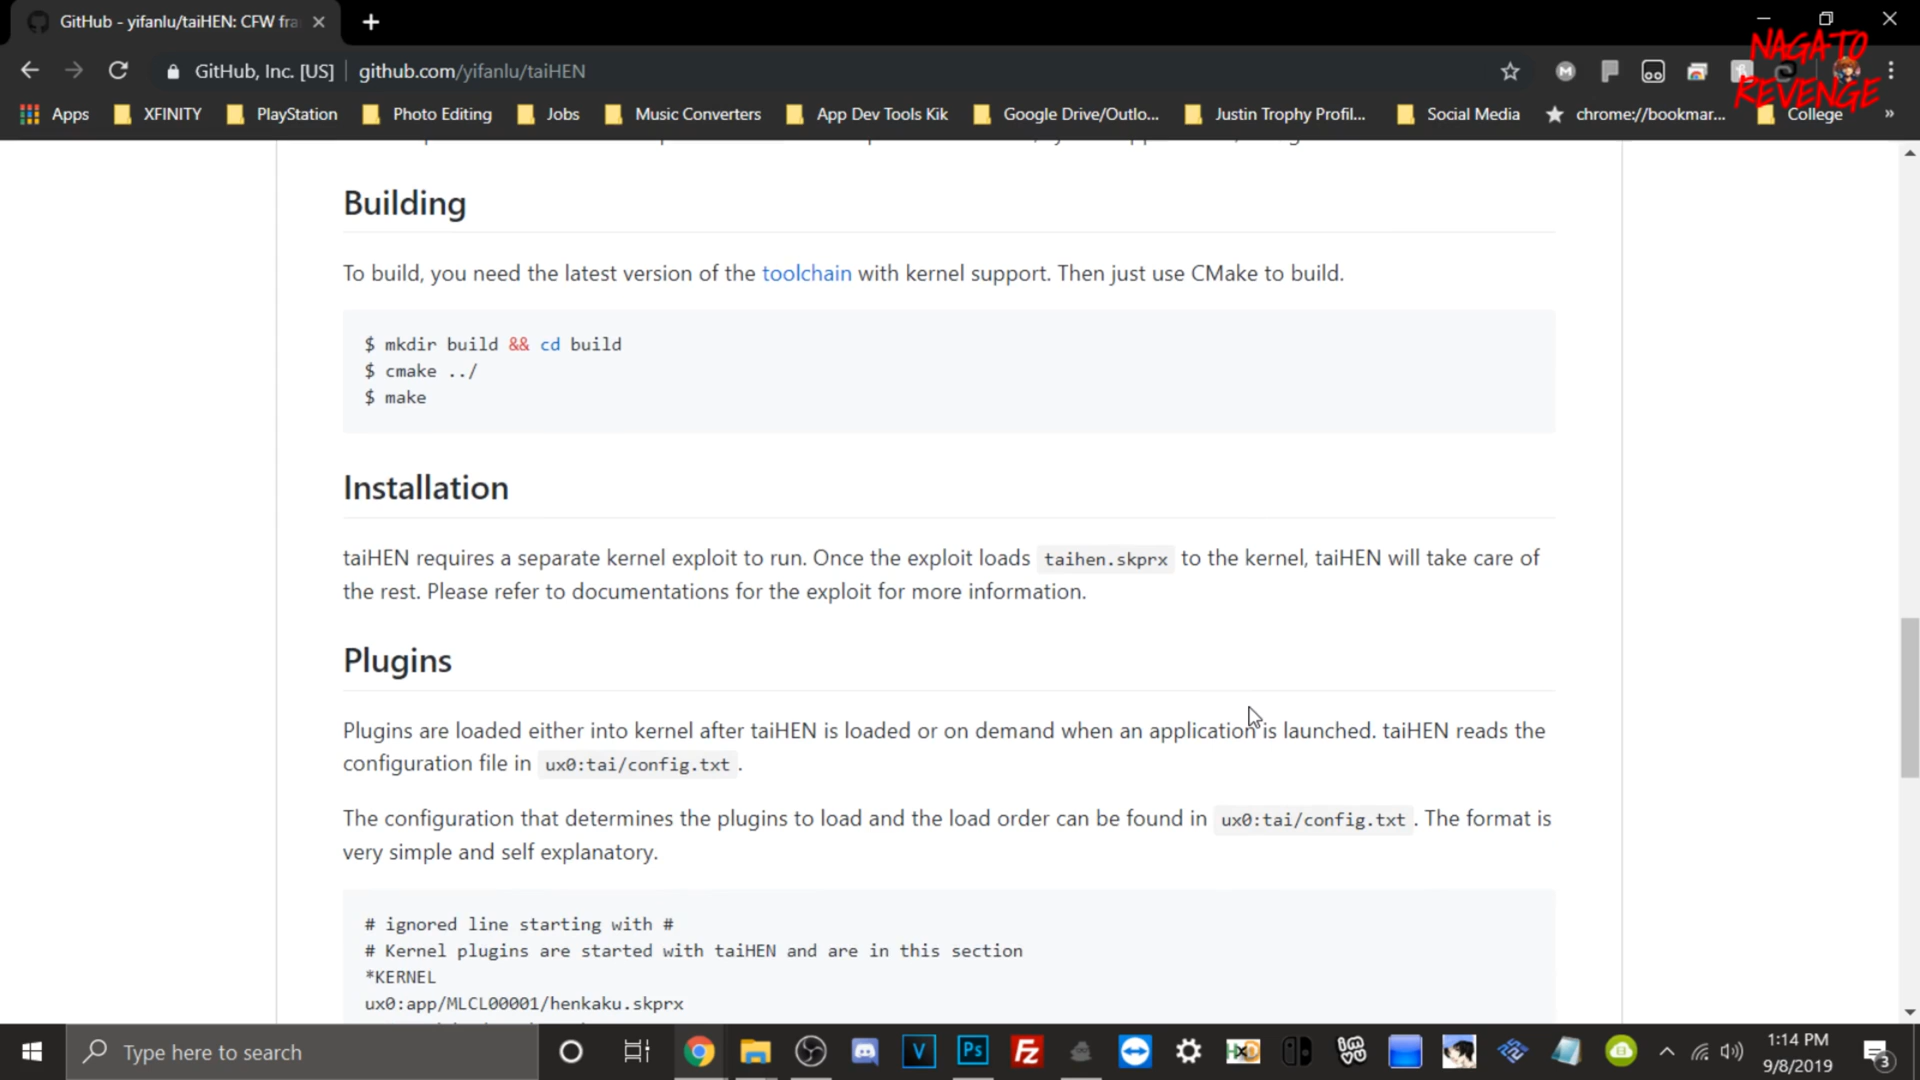 GitHub - yifanlu/taiHEN: CFW fra
NAGATO
REVENGE
GitHub, Inc. [US] github.com/yifanlu/taiHEN
Apps XFINITY PlayStation Photo Editing Jobs Music Converters App Dev Tools Kik Google Drive/Outlo... Justin Trophy Profil... Social Media chrome://bookmar... College »
Building
To build, you need the latest version of the toolchain with kernel support. Then just use CMake to build.
$ mkdir build && cd build
$ cmake ../
$ make
Installation
taiHEN requires a separate kernel exploit to run. Once the exploit loads taihen.skprx to the kernel, taiHEN will take care of
the rest. Please refer to documentations for the exploit for more information.
Plugins
Plugins are loaded either into kernel after taiHEN is loaded or on demand when an application is launched. taiHEN reads the
configuration file in ux0:tai/config.txt .
The configuration that determines the plugins to load and the load order can be found in ux0:tai/config.txt . The format is
very simple and self explanatory.
# ignored line starting with #
# Kernel plugins are started with taiHEN and are in this section
*KERNEL
ux0:app/MLCL00001/henkaku.skprx
Type here to search
V
Ps
Fz
HxD
1:14 PM
9/8/2019
3